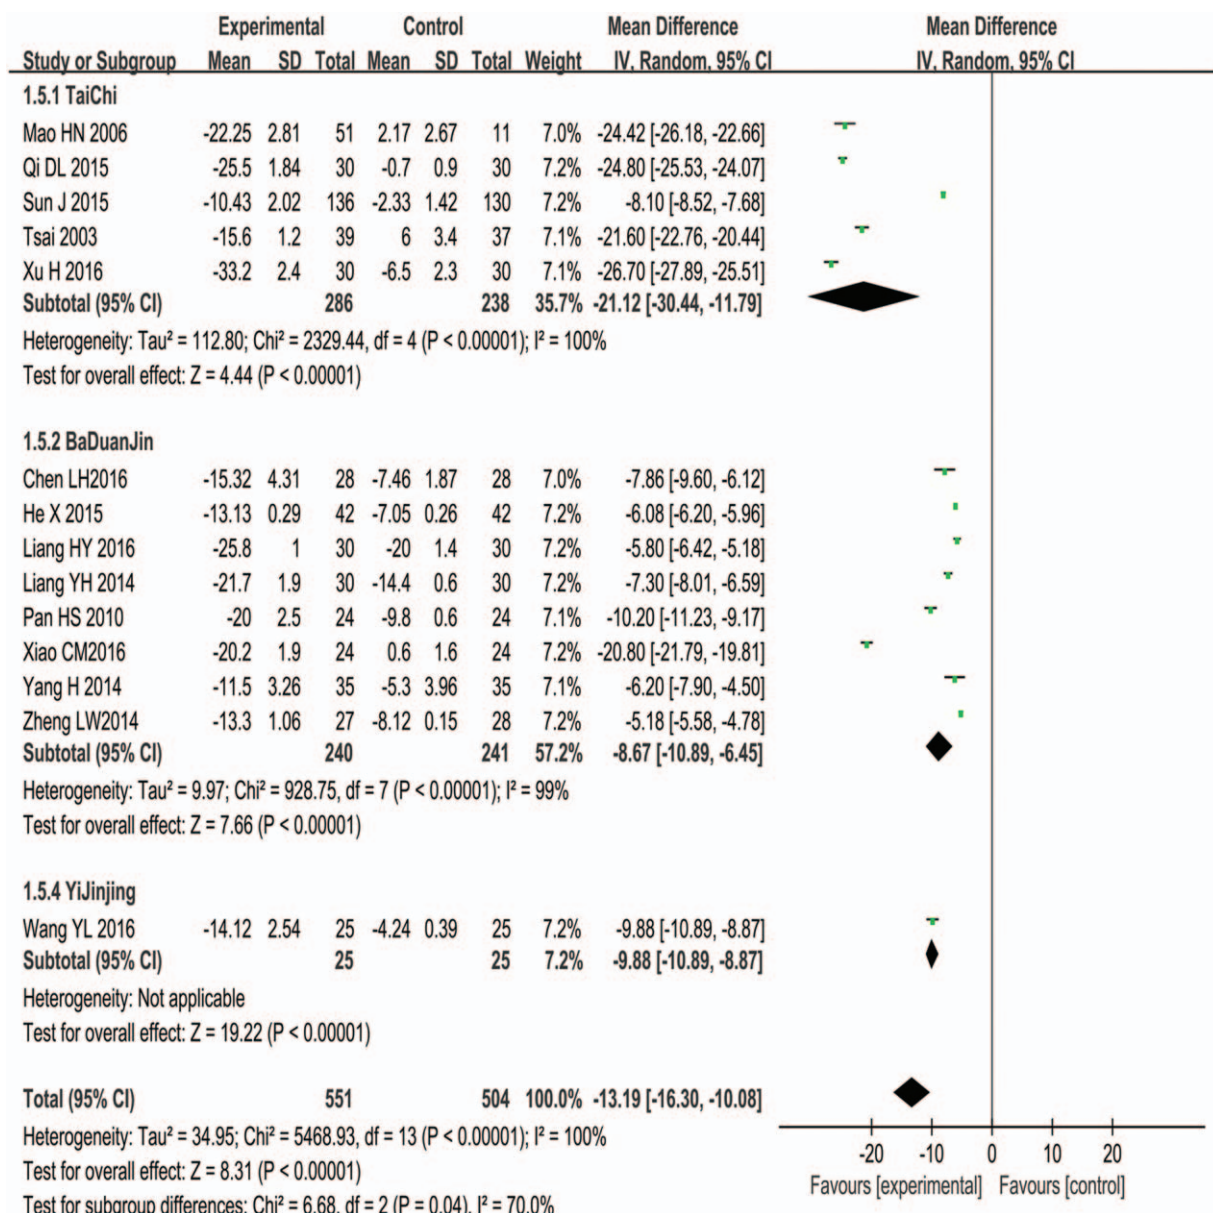 Experimental Control Mean Difference Mean Difference
Study or Subgroup Mean SD Total Mean SD Total Weight IV. Random. 95% CI IV. Random. 95% CI
1.5.1 TaiChi
Mao HN 2006 -22.25 2.81 51 2.17 2.67 11 7.0% -24.42 [-26.18, -22.66]
Qi DL 2015 -25.5 1.84 30 -0.7 0.9 30 7.2% -24.80 [-25.53, -24.07]
Sun J 2015 -10.43 2.02 136 -2.33 1.42 130 7.2% -8.10 [-8.52, -7.68]
Tsai 2003 -15.6 1.2 39 6 3.4 37 7.1% -21.60 [-22.76, -20.44]
Xu H 2016 -33.2 2.4 30 -6.5 2.3 30 7.1% -26.70 [-27.89, -25.51]
Subtotal (95% CI) 286 238 35.7% -21.12 [-30.44, -11.79]
Heterogeneity: Tau² = 112.80; Chi² = 2329.44, df = 4 (P < 0.00001); I² = 100%
Test for overall effect: Z = 4.44 (P < 0.00001)
1.5.2 BaDuanJin
Chen LH2016 -15.32 4.31 28 -7.46 1.87 28 7.0% -7.86 [-9.60, -6.12]
He X 2015 -13.13 0.29 42 -7.05 0.26 42 7.2% -6.08 [-6.20, -5.96]
Liang HY 2016 -25.8 1 30 -20 1.4 30 7.2% -5.80 [-6.42, -5.18]
Liang YH 2014 -21.7 1.9 30 -14.4 0.6 30 7.2% -7.30 [-8.01, -6.59]
Pan HS 2010 -20 2.5 24 -9.8 0.6 24 7.1% -10.20 [-11.23, -9.17]
Xiao CM2016 -20.2 1.9 24 0.6 1.6 24 7.2% -20.80 [-21.79, -19.81]
Yang H 2014 -11.5 3.26 35 -5.3 3.96 35 7.1% -6.20 [-7.90, -4.50]
Zheng LW2014 -13.3 1.06 27 -8.12 0.15 28 7.2% -5.18 [-5.58, -4.78]
Subtotal (95% CI) 240 241 57.2% -8.67 [-10.89, -6.45]
Heterogeneity: Tau² = 9.97; Chi² = 928.75, df = 7 (P < 0.00001); I² = 99%
Test for overall effect: Z = 7.66 (P < 0.00001)
1.5.4 YiJinjing
Wang YL 2016 -14.12 2.54 25 -4.24 0.39 25 7.2% -9.88 [-10.89, -8.87]
Subtotal (95% CI) 25 25 7.2% -9.88 [-10.89, -8.87]
Heterogeneity: Not applicable
Test for overall effect: Z = 19.22 (P < 0.00001)
Total (95% CI) 551 504 100.0% -13.19 [-16.30, -10.08]
Heterogeneity: Tau² = 34.95; Chi² = 5468.93, df = 13 (P < 0.00001); I² = 100%
Test for overall effect: Z = 8.31 (P < 0.00001)
Test for subgroup differences: Chi² = 6.68, df = 2 (P = 0.04), I² = 70.0%
-20 -10 0 10 20
Favours [experimental] Favours [control]